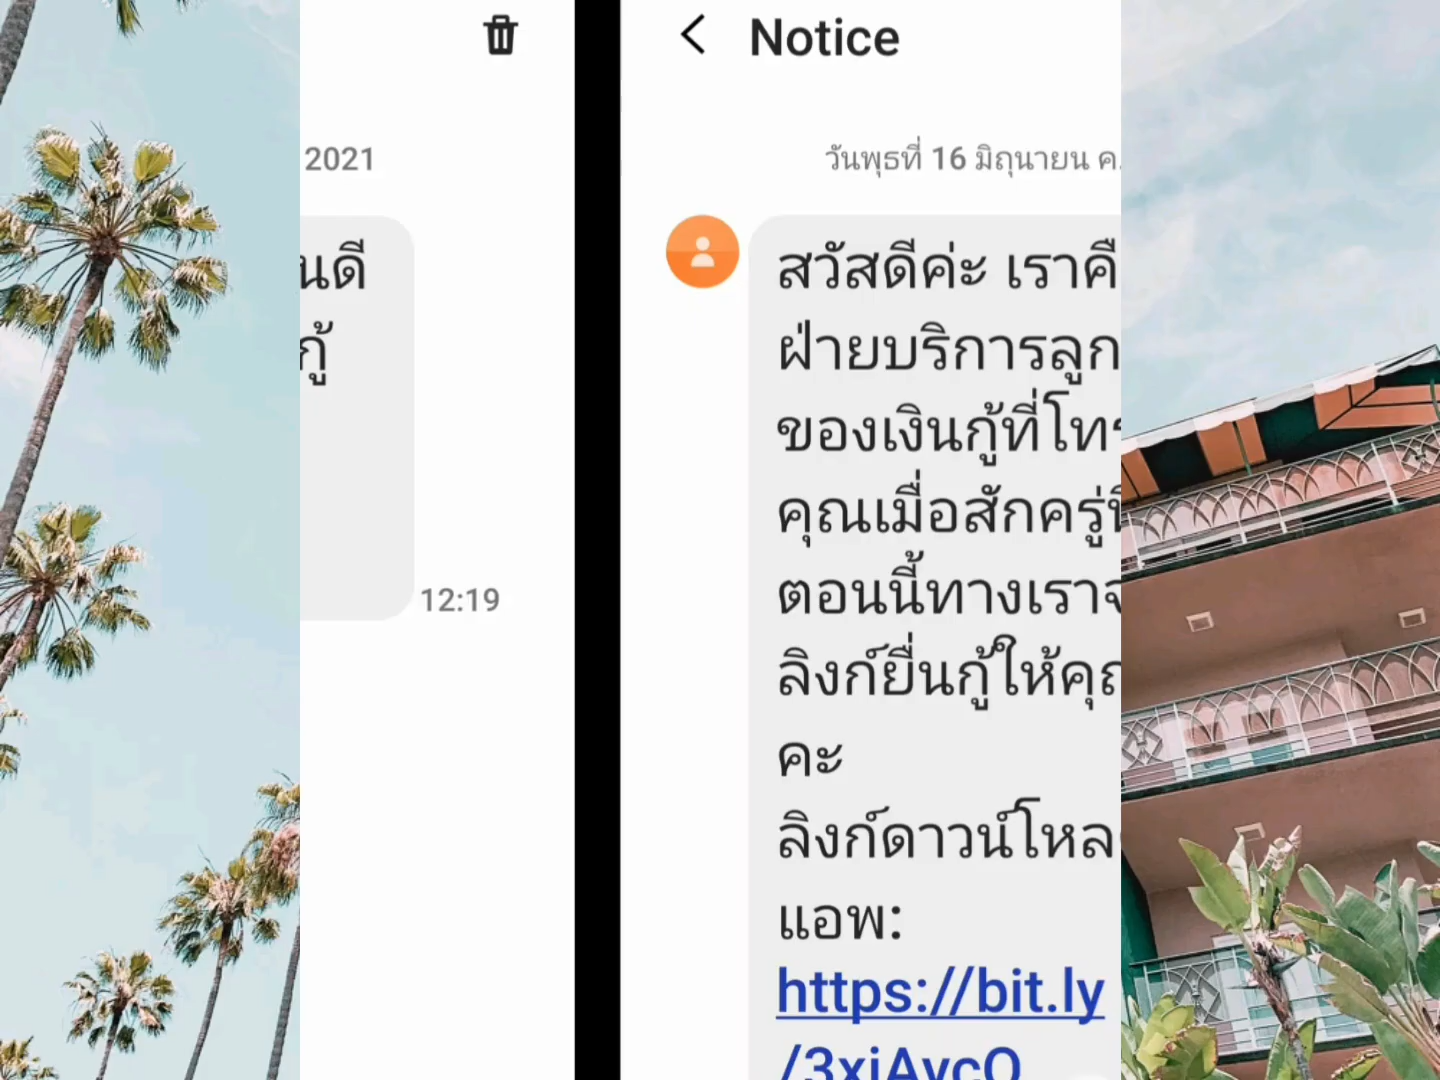 2021
นดี
กู้
12:19
Notice
วันพุธที่ 16 มิถุนายน ค.
สวัสดีค่ะ เราคื
ฝ่ายบริการลูก
ของเงินกู้ที่โทร
คุณเมื่อสักครู่
ตอนนี้ทางเราจ
ลิงก์ยื่นกู้ให้คุณ
คะ
ลิงก์ดาวน์โหล
แอพ:
https://bit.ly